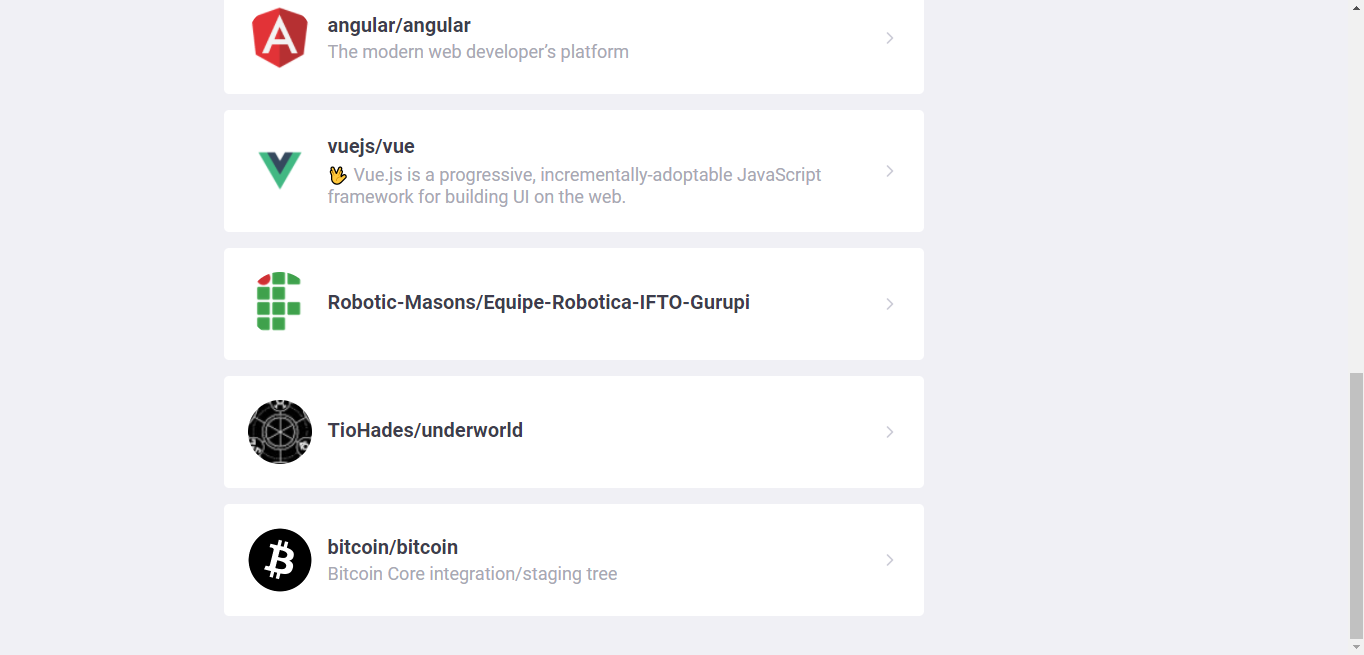 angular/angular
The modern web developer’s platform
vuejs/vue
🖖 Vue.js is a progressive, incrementally-adoptable JavaScript
framework for building UI on the web.
Robotic-Masons/Equipe-Robotica-IFTO-Gurupi
TioHades/underworld
bitcoin/bitcoin
Bitcoin Core integration/staging tree